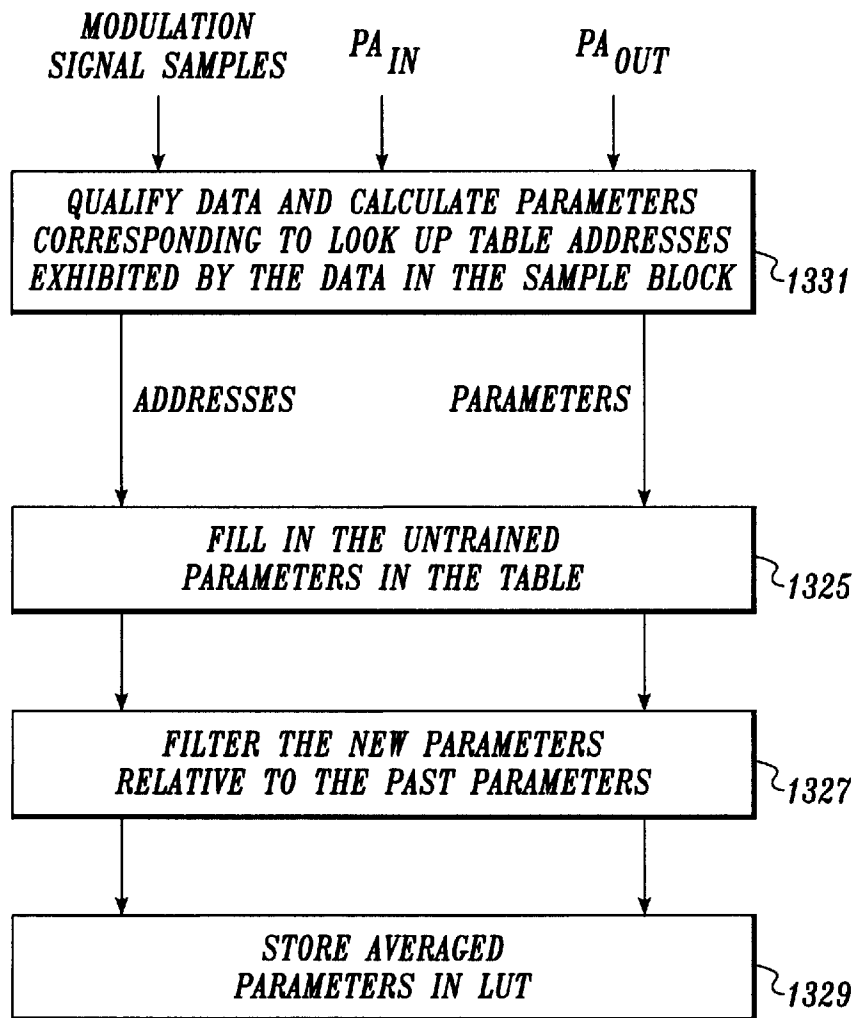 MODULATION
SIGNAL SAMPLES
PA IN
PA OUT
QUALIFY DATA AND CALCULATE PARAMETERS
CORRESPONDING TO LOOK UP TABLE ADDRESSES
EXHIBITED BY THE DATA IN THE SAMPLE BLOCK
1331
ADDRESSES
PARAMETERS
FILL IN THE UNTRAINED
PARAMETERS IN THE TABLE
1325
FILTER THE NEW PARAMETERS
RELATIVE TO THE PAST PARAMETERS
1327
STORE AVERAGED
PARAMETERS IN LUT
1329